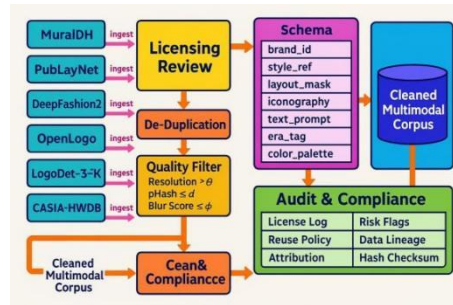 MuralDH
ingest
PubLayNet
ingest
DeepFashion2
ingest
OpenLogo
ingest
LogoDet-3-K
ingest
CASIA-HWDB
ingest
Licensing
Review
De-Duplication
Quality Filter
Resolution > θ
pHash ≤ d
Blur Score ≤ ϕ
Cleaned
Multimodal
Corpus
Cean&
Compliancce
Schema
brand_id
style_ref
layout_mask
iconography
text_prompt
era_tag
color_palette
Cleaned
Multimodal
Corpus
Audit & Compliance
License Log
Risk Flags
Reuse Policy
Data Lineage
Attribution
Hash Checksum